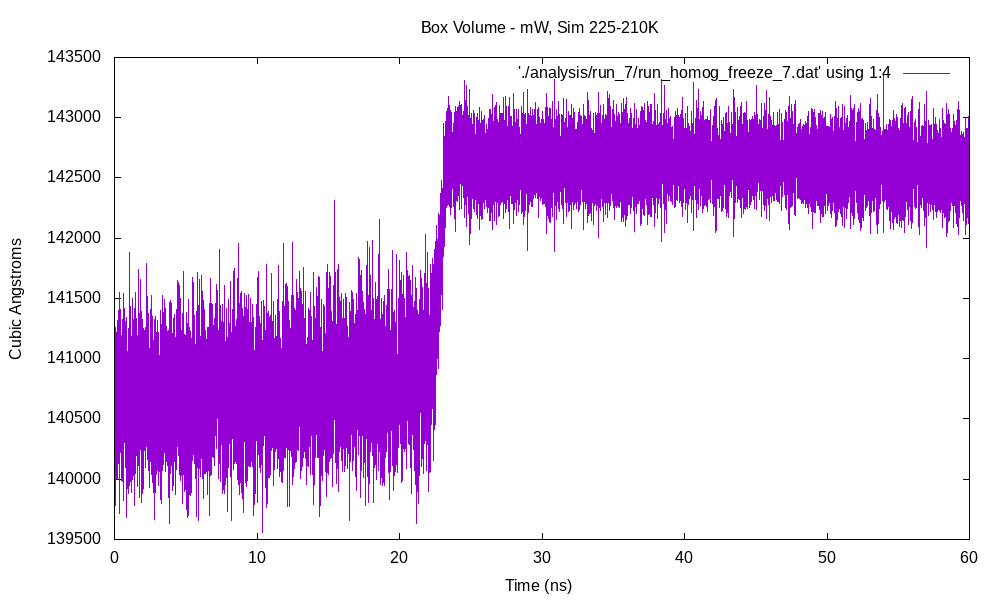 Box Volume - mW, Sim 225-210K
'./analysis/run_7/run_homog_freeze_7.dat' using 1:4
143500
143000
142500
142000
141500
141000
140500
140000
139500
Cubic Angstroms
0 10 20 30 40 50 60
Time (ns)